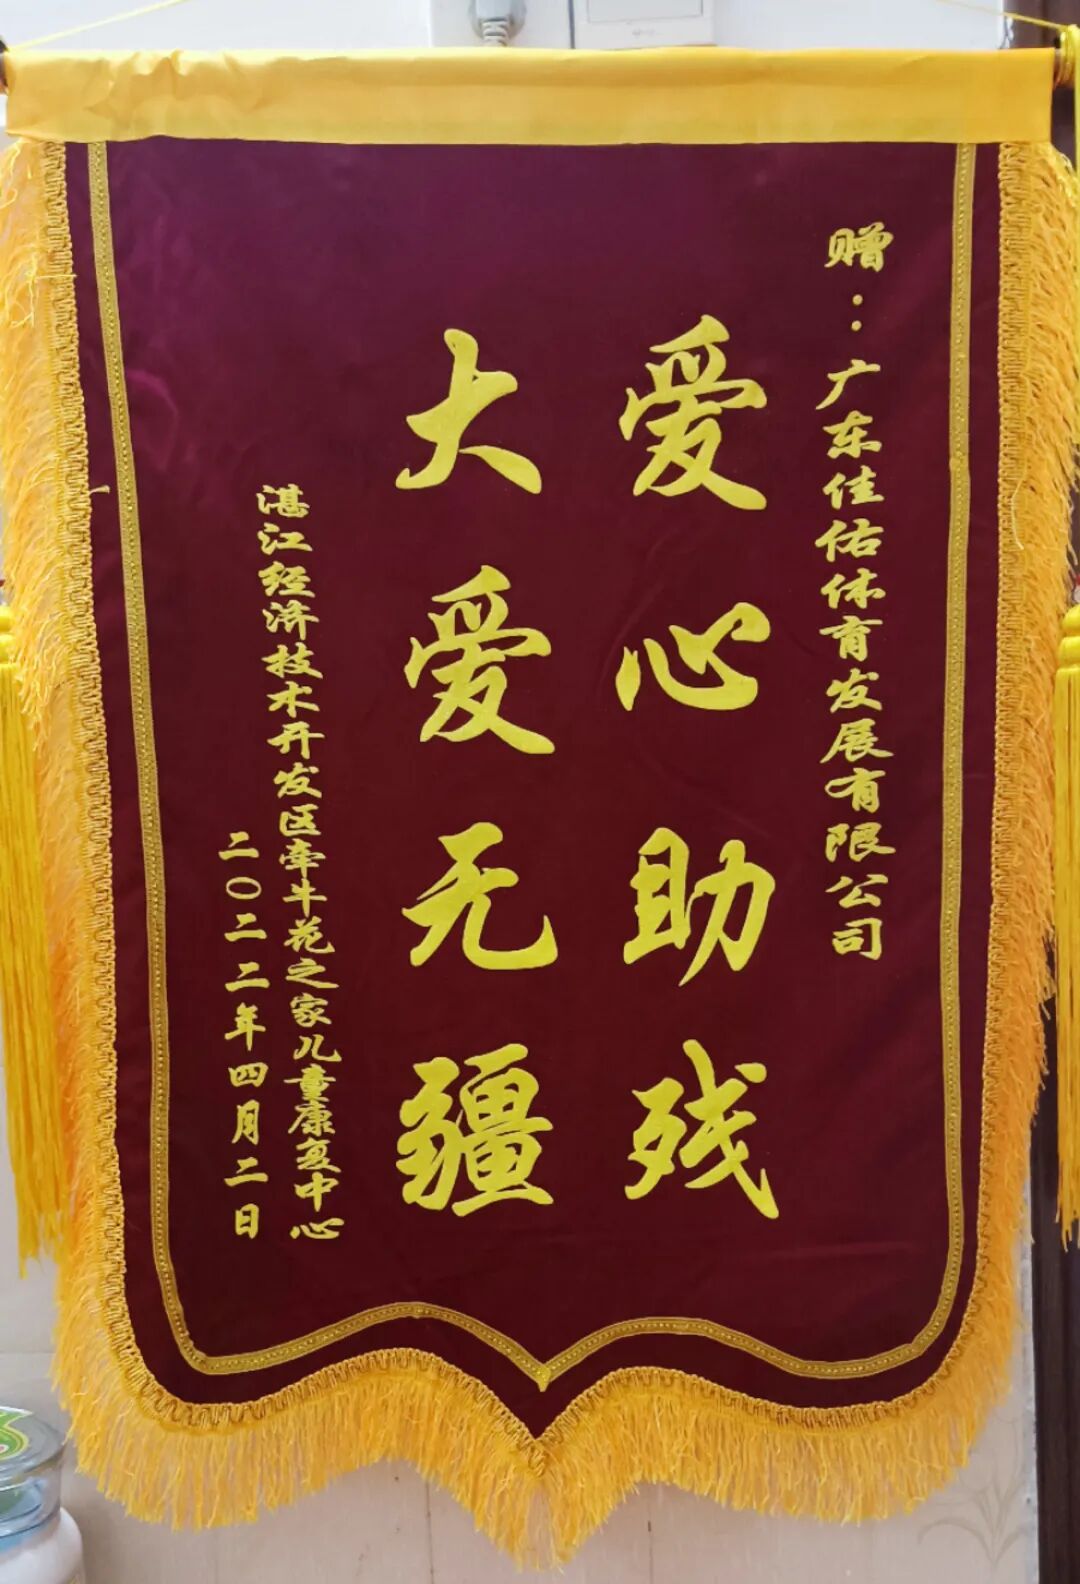 赠：广东佳佑体育发展有限公司
爱心助残
大爱无疆
湛江经济技术开发区牵牛花之家儿童康复中心
二〇二二年四月二日